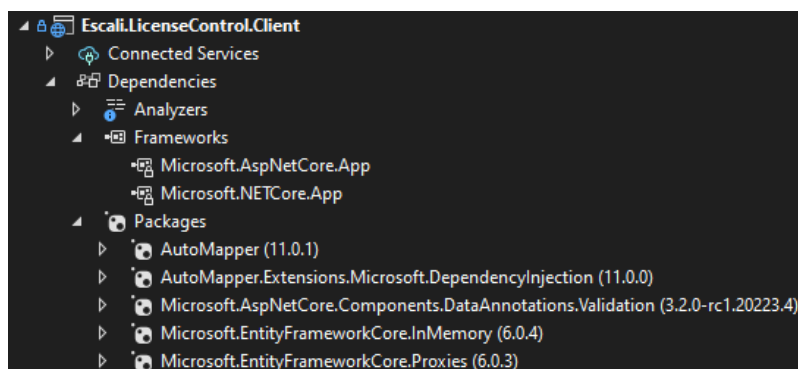 Escali.LicenseControl.Client
Connected Services
Dependencies
Analyzers
Frameworks
Microsoft.AspNetCore.App
Microsoft.NETCore.App
Packages
AutoMapper (11.0.1)
AutoMapper.Extensions.Microsoft.DependencyInjection (11.0.0)
Microsoft.AspNetCore.Components.DataAnnotations.Validation (3.2.0-rc1.20223.4)
Microsoft.EntityFrameworkCore.InMemory (6.0.4)
Microsoft.EntityFrameworkCore.Proxies (6.0.3)